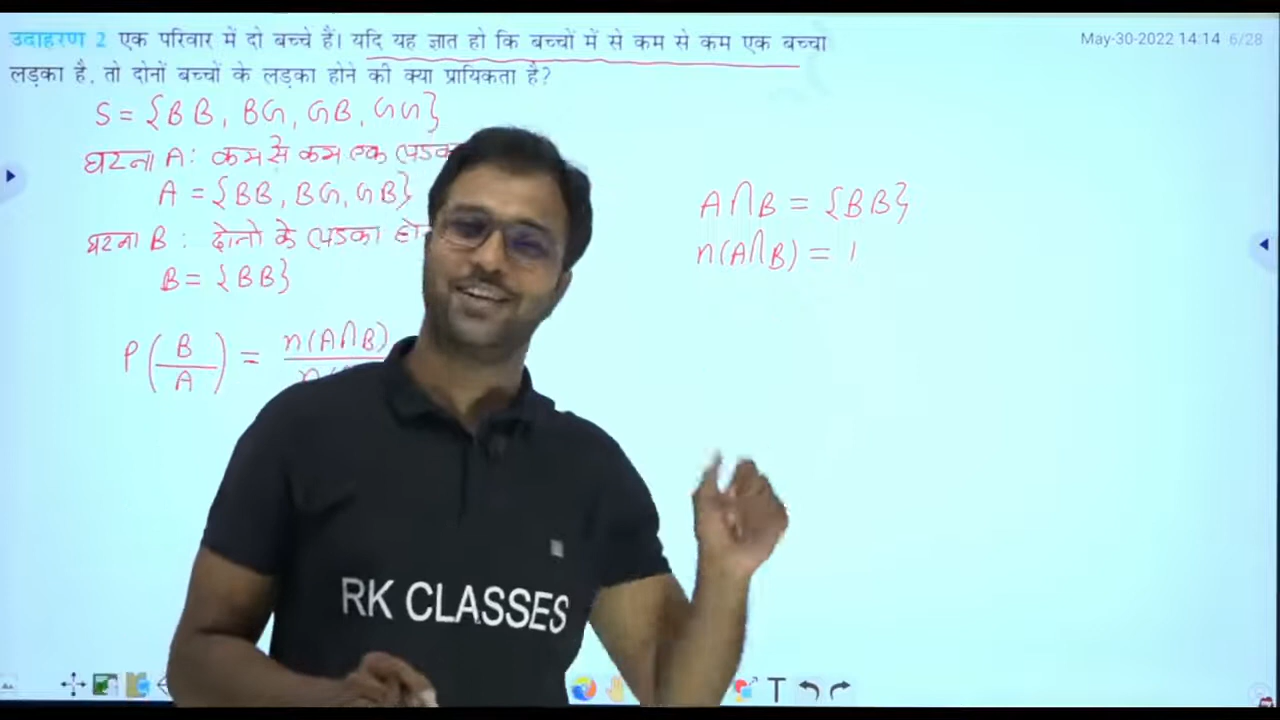 उदाहरण 2 एक परिवार में दो बच्चे हैं। यदि यह ज्ञात हो कि बच्चों में से कम से कम एक बच्चा
लड़का है, तो दोनों बच्चों के लड़का होने की क्या प्रायिकता है?
May-30-2022 14:14 6/28
S = {BB, BG, GB, GG}
घटना A: कम से कम एक
A = {BB, BG, GB}
घटना B: दोनो के लडका
B = {BB}
P(B/A) = n(A∩B)
A∩B = {BB}
n(A∩B) = 1
RK CLASSES
T